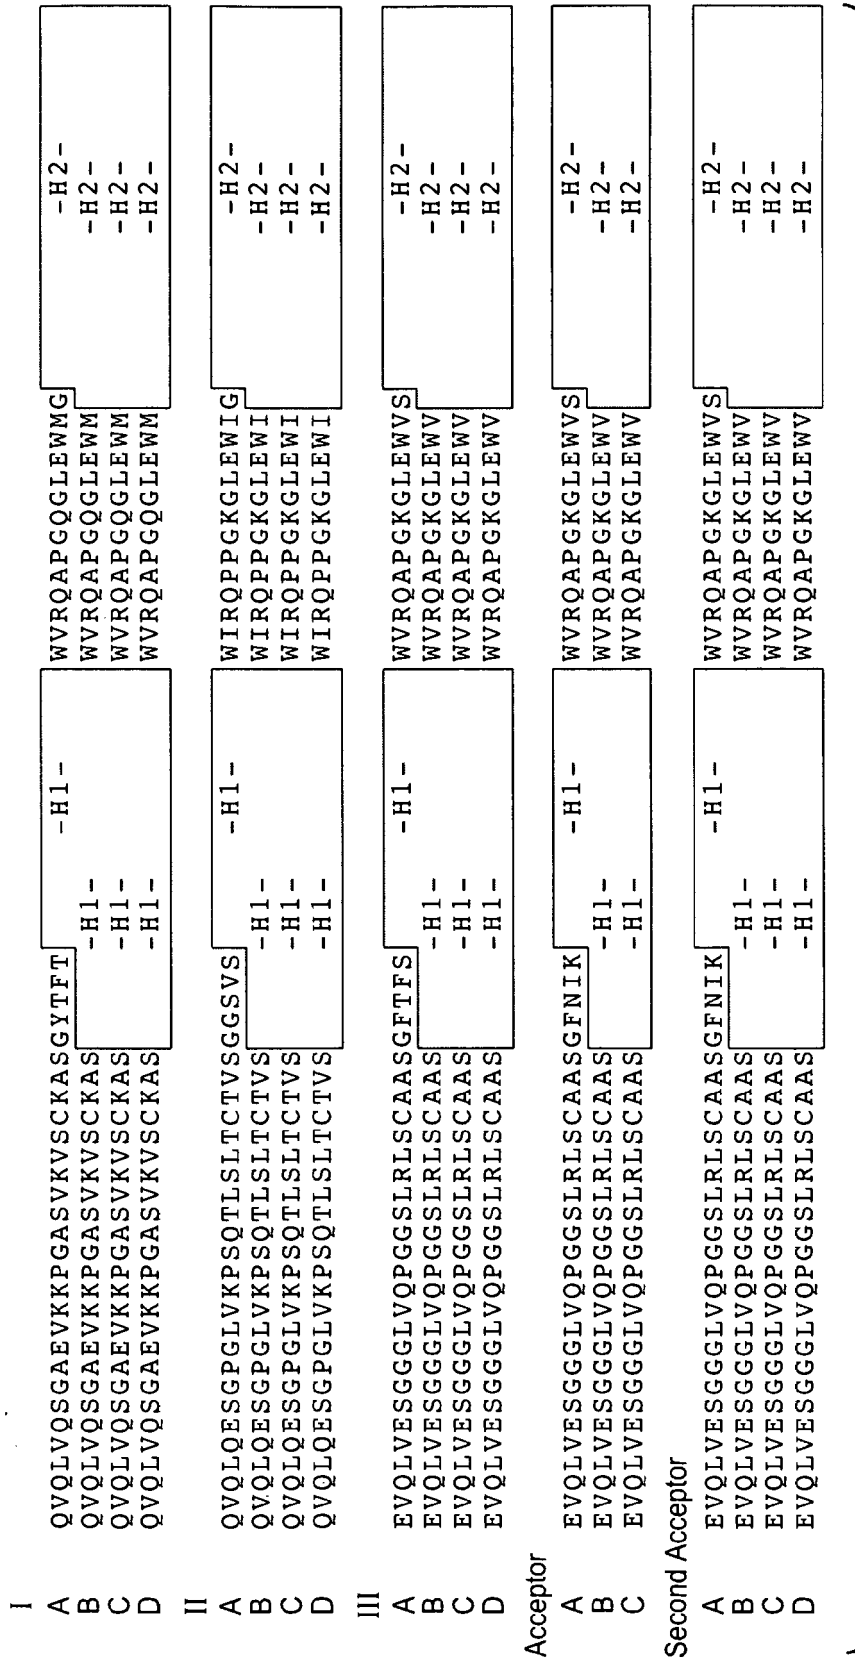 I
A QVQLVQSGAEVKKPGASVKVSCKASGYTFT -H1- WVRQAPGQGLEWMG -H2-
B QVQLVQSGAEVKKPGASVKVSCKAS -H1- WVRQAPGQGLEWM -H2-
C QVQLVQSGAEVKKPGASVKVSCKAS -H1- WVRQAPGQGLEWM -H2-
D QVQLVQSGAEVKKPGASVKVSCKAS -H1- WVRQAPGQGLEWM -H2-
II
A QVQLQESGPGLVKPSQTLSLTCTVSGGSVS -H1- WIRQPPGKGLEWIG -H2-
B QVQLQESGPGLVKPSQTLSLTCTVS -H1- WIRQPPGKGLEWI -H2-
C QVQLQESGPGLVKPSQTLSLTCTVS -H1- WIRQPPGKGLEWI -H2-
D QVQLQESGPGLVKPSQTLSLTCTVS -H1- WIRQPPGKGLEWI -H2-
III
A EVQLVESGGGLVQPGGSLRLSCAASGFTFS -H1- WVRQAPGKGLEWVS -H2-
B EVQLVESGGGLVQPGGSLRLSCAAS -H1- WVRQAPGKGLEWV -H2-
C EVQLVESGGGLVQPGGSLRLSCAAS -H1- WVRQAPGKGLEWV -H2-
D EVQLVESGGGLVQPGGSLRLSCAAS -H1- WVRQAPGKGLEWV -H2-
Acceptor
A EVQLVESGGGLVQPGGSLRLSCAASGFNIK -H1- WVRQAPGKGLEWVS -H2-
B EVQLVESGGGLVQPGGSLRLSCAAS -H1- WVRQAPGKGLEWV -H2-
C EVQLVESGGGLVQPGGSLRLSCAAS -H1- WVRQAPGKGLEWV -H2-
Second Acceptor
A EVQLVESGGGLVQPGGSLRLSCAASGFNIK -H1- WVRQAPGKGLEWVS -H2-
B EVQLVESGGGLVQPGGSLRLSCAAS -H1- WVRQAPGKGLEWV -H2-
C EVQLVESGGGLVQPGGSLRLSCAAS -H1- WVRQAPGKGLEWV -H2-
D EVQLVESGGGLVQPGGSLRLSCAAS -H1- WVRQAPGKGLEWV -H2-